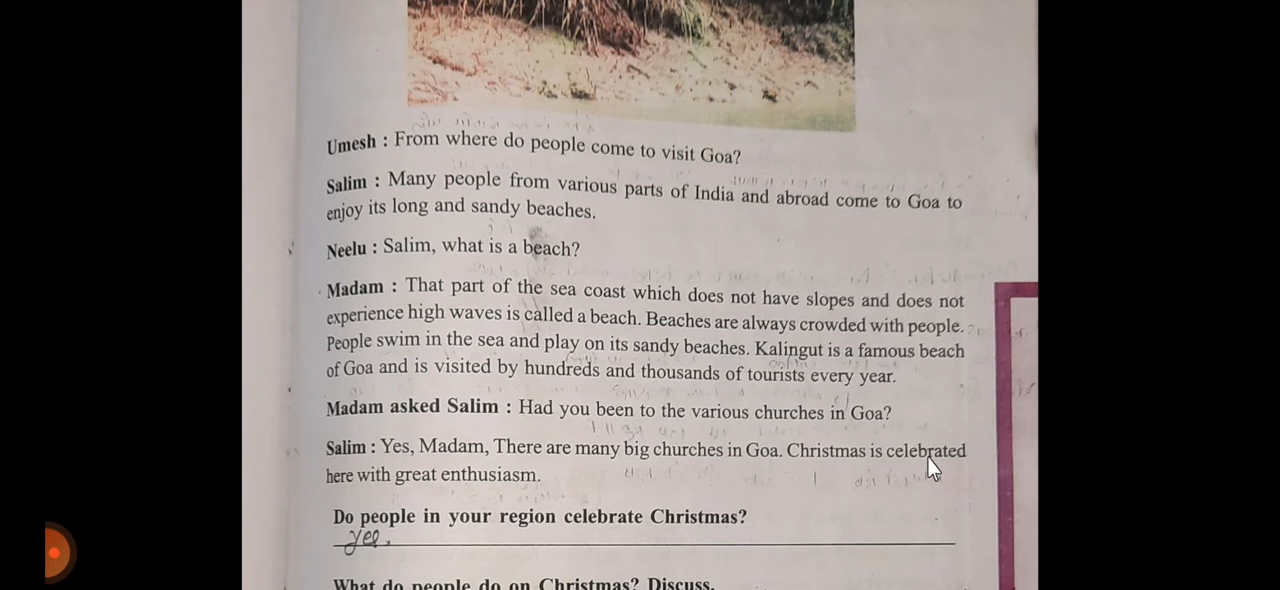 Umesh : From where do people come to visit Goa?
Salim : Many people from various parts of India and abroad come to Goa to
enjoy its long and sandy beaches.
Neelu : Salim, what is a beach?
Madam : That part of the sea coast which does not have slopes and does not
experience high waves is called a beach. Beaches are always crowded with people.
People swim in the sea and play on its sandy beaches. Kalingut is a famous beach
of Goa and is visited by hundreds and thousands of tourists every year.
Madam asked Salim : Had you been to the various churches in Goa?
Salim : Yes, Madam, There are many big churches in Goa. Christmas is celebrated
here with great enthusiasm.
Do people in your region celebrate Christmas?
yes.
What do people do on Christmas? Discuss.